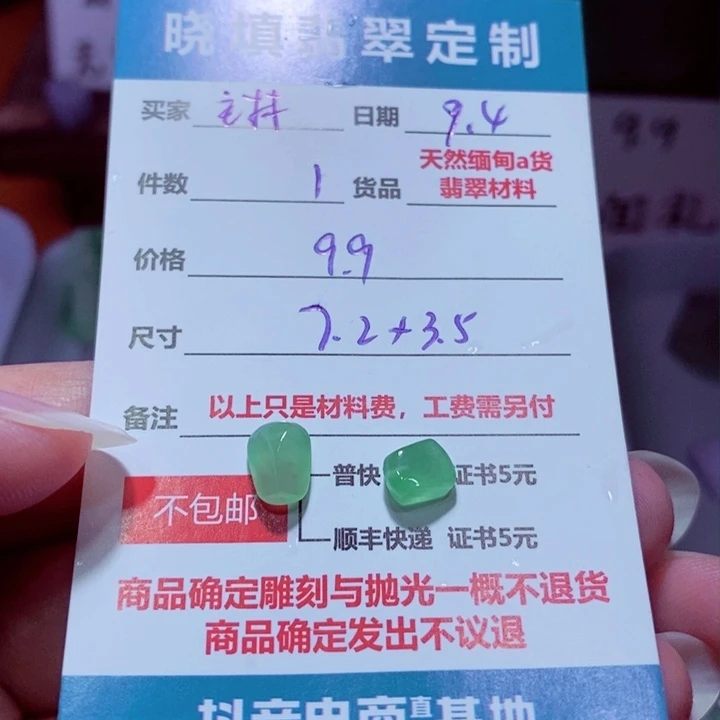 晓填翡翠定制
买家 主持 日期 9.4
件数 1 货品 天然缅甸a货
翡翠材料
价格 9.9
尺寸 7.2+3.5
备注 以上只是材料费，工费需另付
不包邮
普快 证书5元
顺丰快递 证书5元
商品确定雕刻与抛光一概不退货
商品确定发出不议退
抖音电商直基地